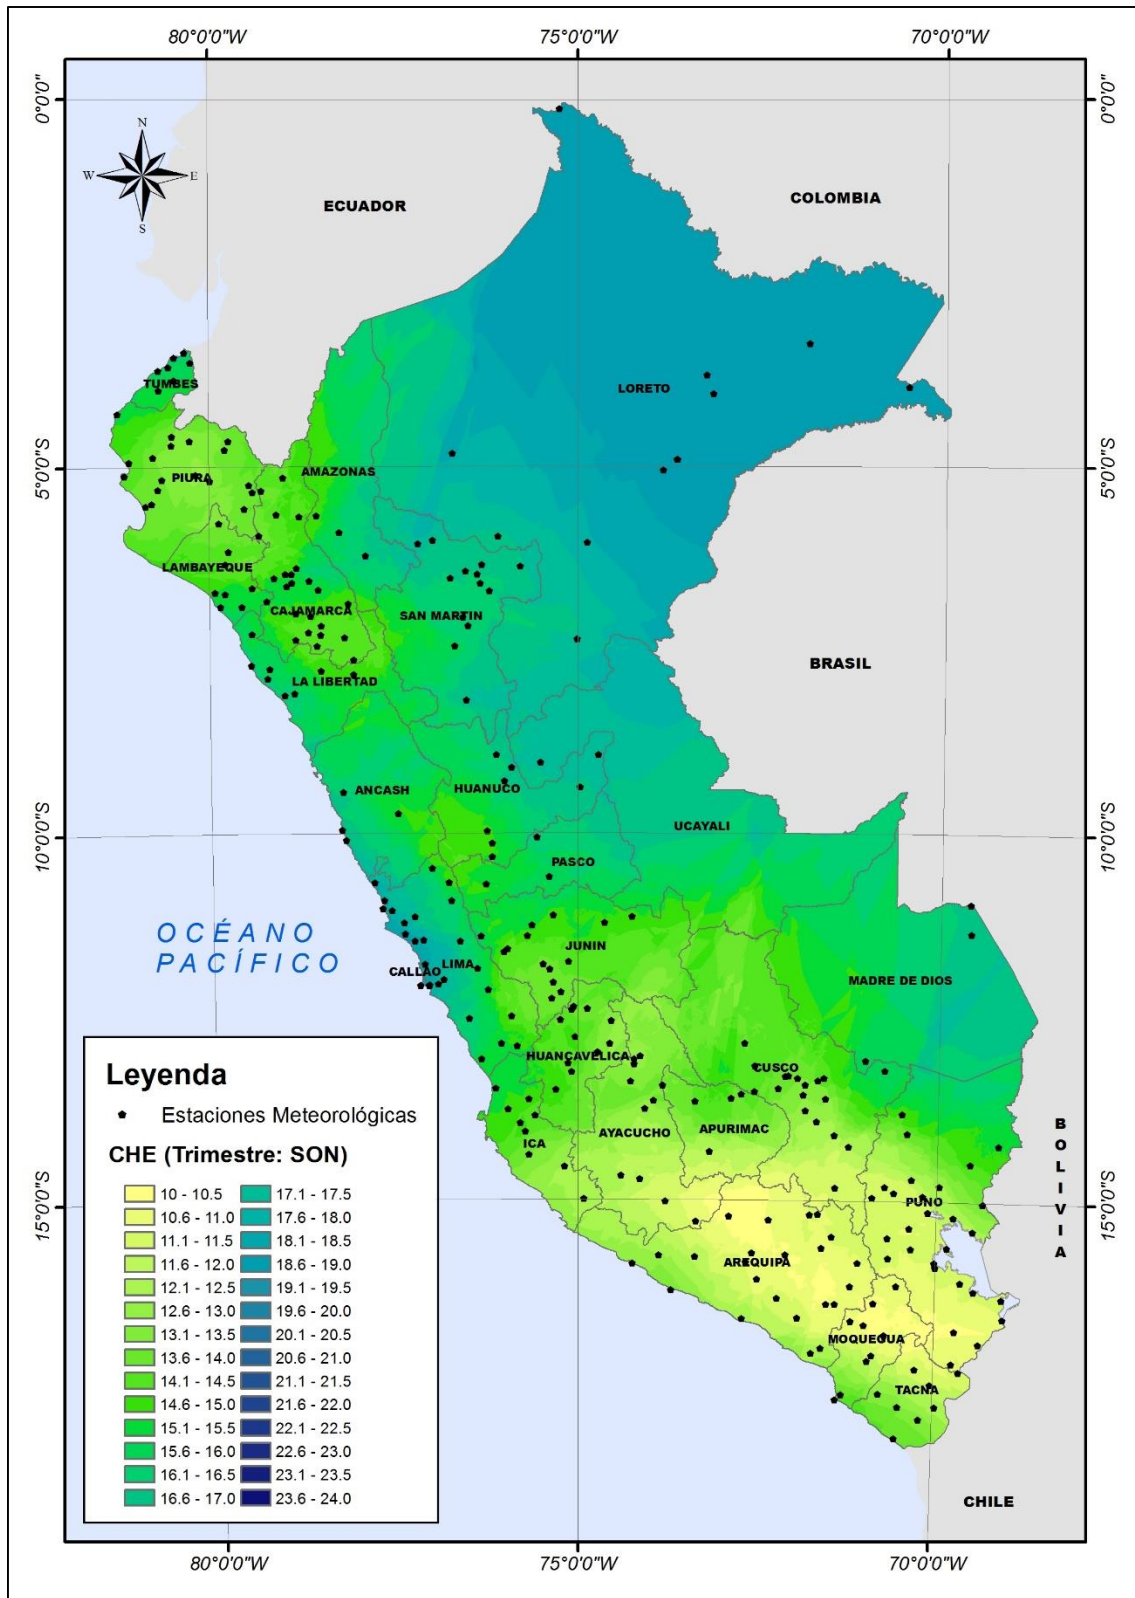 80°0'0"W 75°0'0"W 70°0'0"W
0°0'0" 0°0'0"
N
W E
S
ECUADOR
COLOMBIA
TUMBES
LORETO
5°0'0"S 5°0'0"S
AMAZONAS
PIURA
LAMBAYEQUE
CAJAMARCA
SAN MARTIN
BRASIL
LA LIBERTAD
ANCASH
HUANUCO
UCAYALI
10°0'0"S 10°0'0"S
PASCO
OCÉANO
PACÍFICO
JUNIN
LIMA
CALLAO
MADRE DE DIOS
HUANCAVELICA
CUSCO
AYACUCHO
APURIMAC
ICA
BOLIVIA
PUNO
15°0'0"S 15°0'0"S
AREQUIPA
MOQUEGUA
TACNA
CHILE
Leyenda
Estaciones Meteorológicas
CHE (Trimestre: SON)
10 - 10.5 17.1 - 17.5
10.6 - 11.0 17.6 - 18.0
11.1 - 11.5 18.1 - 18.5
11.6 - 12.0 18.6 - 19.0
12.1 - 12.5 19.1 - 19.5
12.6 - 13.0 19.6 - 20.0
13.1 - 13.5 20.1 - 20.5
13.6 - 14.0 20.6 - 21.0
14.1 - 14.5 21.1 - 21.5
14.6 - 15.0 21.6 - 22.0
15.1 - 15.5 22.1 - 22.5
15.6 - 16.0 22.6 - 23.0
16.1 - 16.5 23.1 - 23.5
16.6 - 17.0 23.6 - 24.0
80°0'0"W 75°0'0"W 70°0'0"W